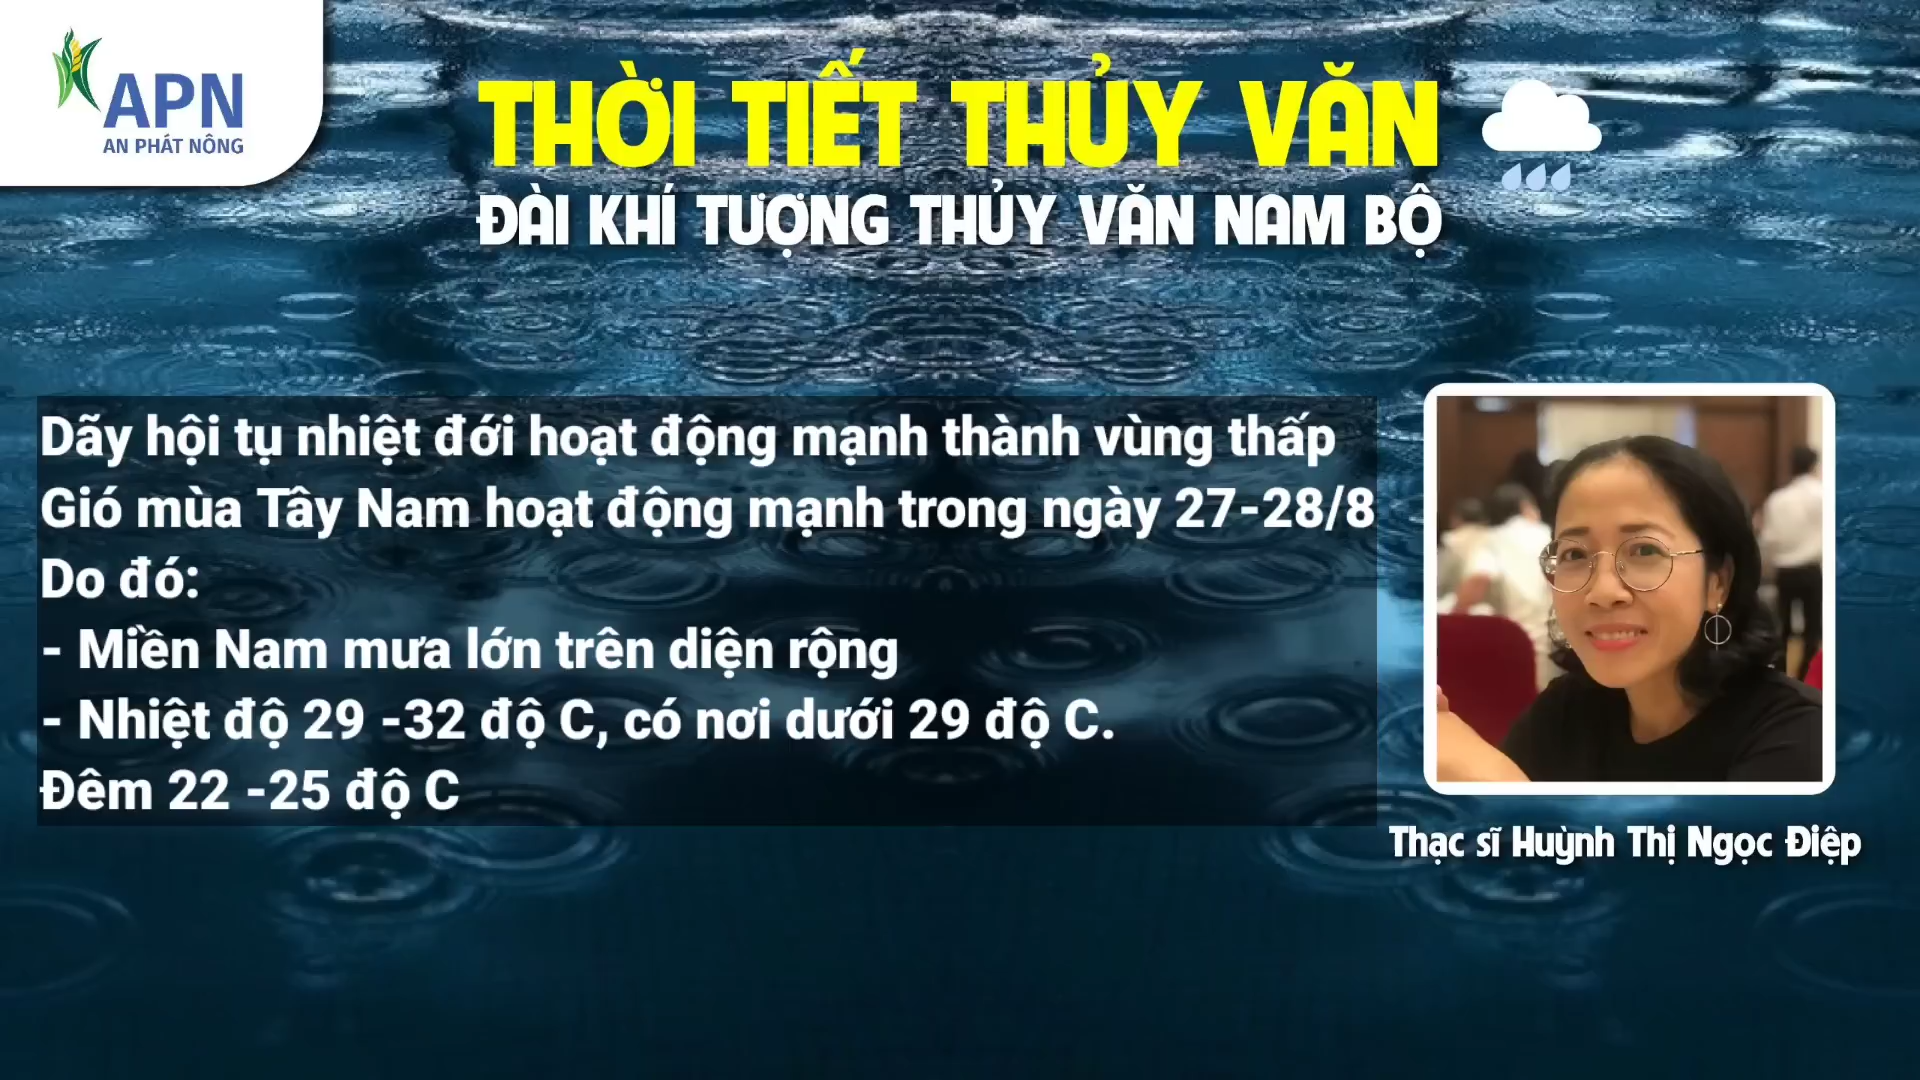 APN
AN PHÁT NÔNG
THỜI TIẾT THỦY VĂN
ĐÀI KHÍ TƯỢNG THỦY VĂN NAM BỘ
Dãy hội tụ nhiệt đới hoạt động mạnh thành vùng thấp
Gió mùa Tây Nam hoạt động mạnh trong ngày 27-28/8
Do đó:
- Miền Nam mưa lớn trên diện rộng
- Nhiệt độ 29 -32 độ C, có nơi dưới 29 độ C.
Đêm 22 -25 độ C
Thạc sĩ Huỳnh Thị Ngọc Điệp